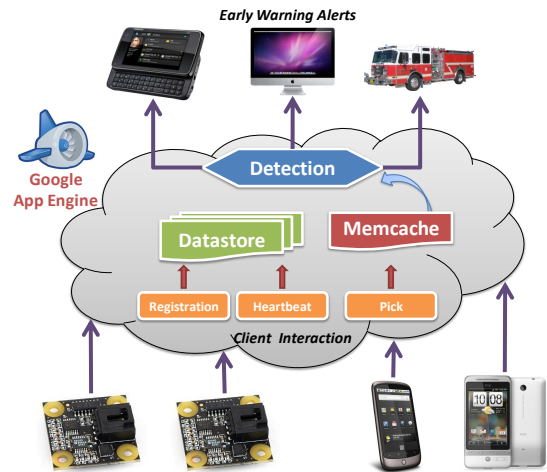 Early Warning Alerts
Google
App Engine
Detection
Datastore
Memcache
Registration
Heartbeat
Pick
Client Interaction